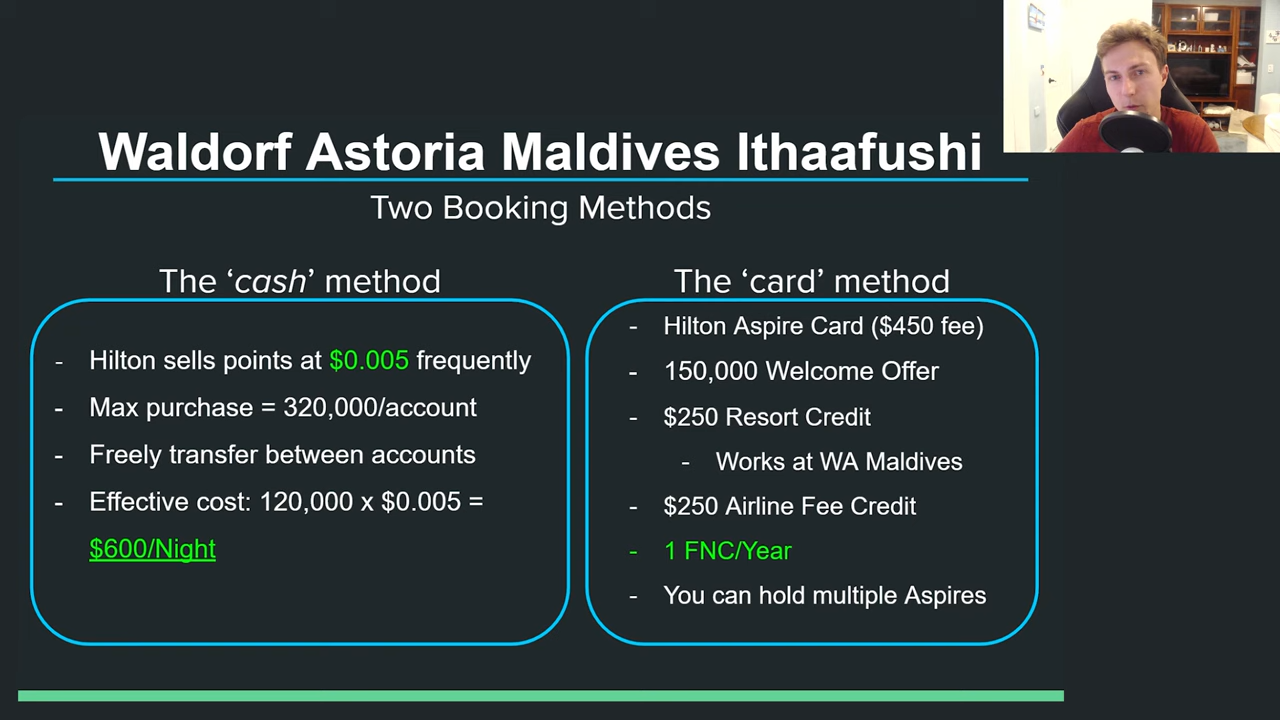 Waldorf Astoria Maldives Ithaafushi
Two Booking Methods
The ‘cash’ method
- Hilton sells points at $0.005 frequently
- Max purchase = 320,000/account
- Freely transfer between accounts
- Effective cost: 120,000 x $0.005 =
$600/Night
The ‘card’ method
- Hilton Aspire Card ($450 fee)
- 150,000 Welcome Offer
- $250 Resort Credit
- Works at WA Maldives
- $250 Airline Fee Credit
- 1 FNC/Year
- You can hold multiple Aspires